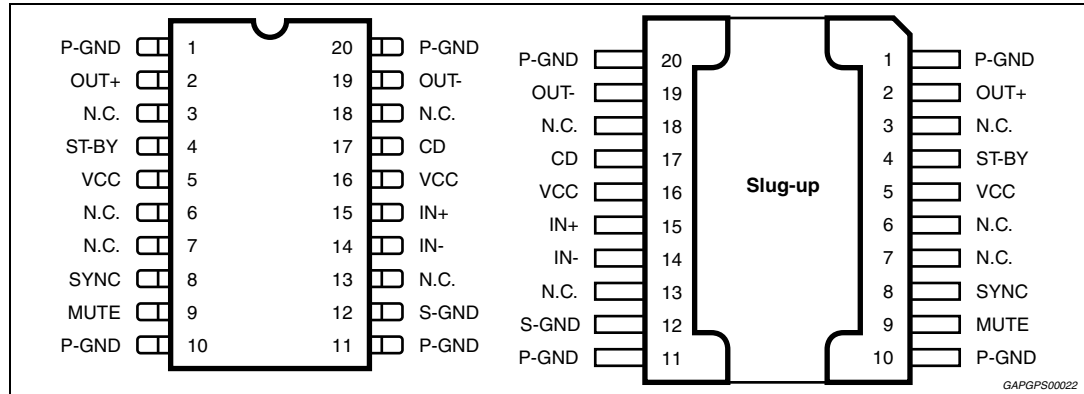 P-GND 1 20 P-GND
OUT+ 2 19 OUT-
N.C. 3 18 N.C.
ST-BY 4 17 CD
VCC 5 16 VCC
N.C. 6 15 IN+
N.C. 7 14 IN-
SYNC 8 13 N.C.
MUTE 9 12 S-GND
P-GND 10 11 P-GND
P-GND 20 1 P-GND
OUT- 19 2 OUT+
N.C. 18 3 N.C.
CD 17 4 ST-BY
VCC 16 Slug-up 5 VCC
IN+ 15 6 N.C.
IN- 14 7 N.C.
N.C. 13 8 SYNC
S-GND 12 9 MUTE
P-GND 11 10 P-GND
GAPGPS00022